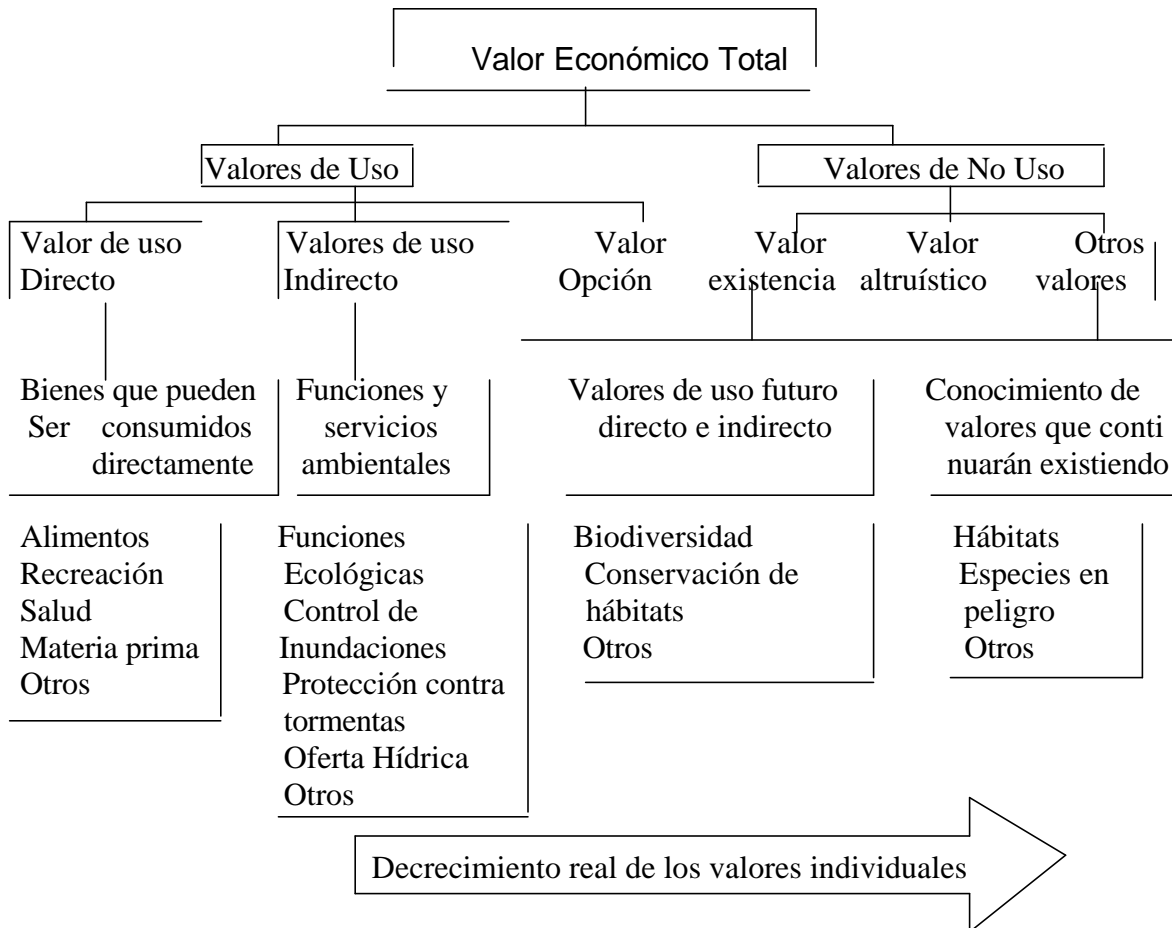 Valor Económico Total
Valores de Uso
Valores de No Uso
Valor de uso
Directo
Valores de uso
Indirecto
Valor
Opción
Valor
existencia
Valor
altruístico
Otros
valores
Bienes que pueden
Ser consumidos
directamente
Funciones y
servicios
ambientales
Valores de uso futuro
directo e indirecto
Conocimiento de
valores que conti
nuarán existiendo
Alimentos
Recreación
Salud
Materia prima
Otros
Funciones
Ecológicas
Control de
Inundaciones
Protección contra
tormentas
Oferta Hídrica
Otros
Biodiversidad
Conservación de
hábitats
Otros
Hábitats
Especies en
peligro
Otros
Decrecimiento real de los valores individuales